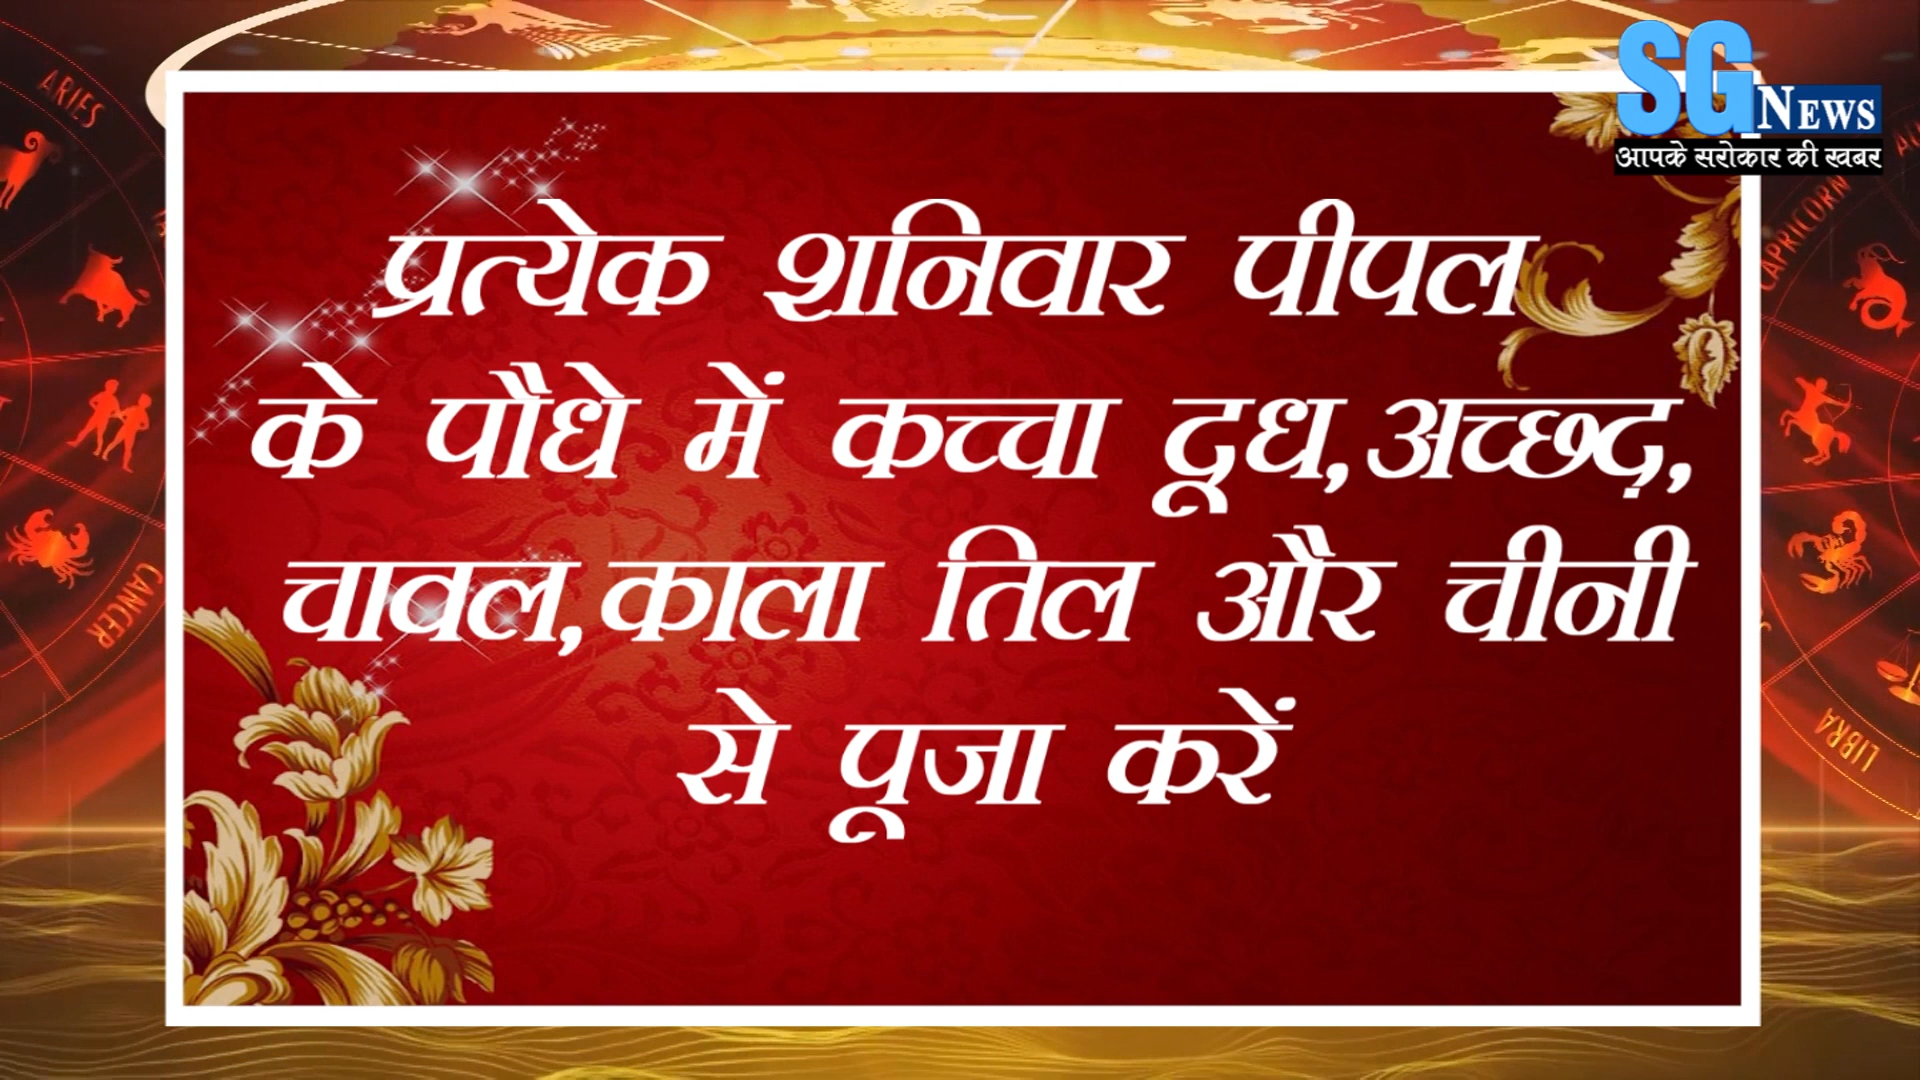 SG NEWS
आपके सरोकार की खबर
प्रत्येक शनिवार पीपल
के पौधे में कच्चा दूध,अच्छद़,
चावल,काला तिल और चीनी
से पूजा करें
ARIES
CANCER
CAPRICORN
LIBRA